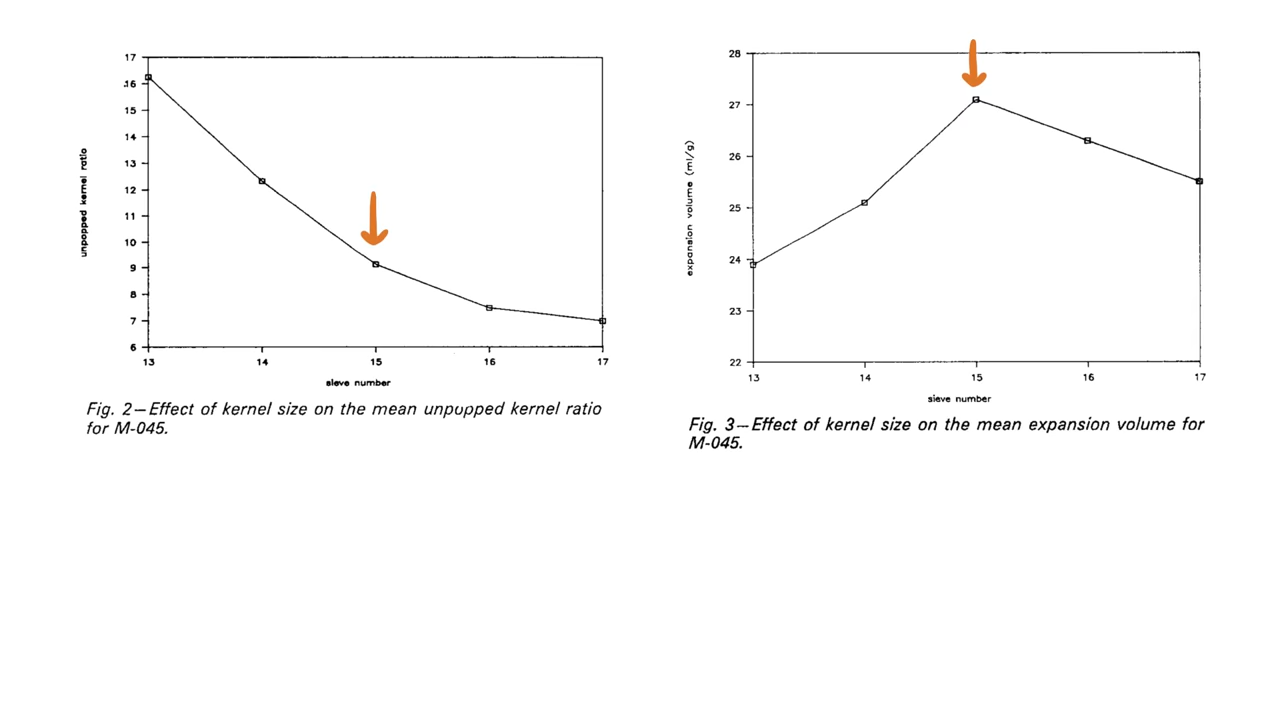 17
16
15
14
13
12
11
10
9
8
7
6
unpopped kernel ratio
13 14 15 16 17
sieve number
Fig. 2—Effect of kernel size on the mean unpopped kernel ratio
for M-045.
28
27
26
25
24
23
22
expansion volume (ml/g)
13 14 15 16 17
sieve number
Fig. 3—Effect of kernel size on the mean expansion volume for
M-045.